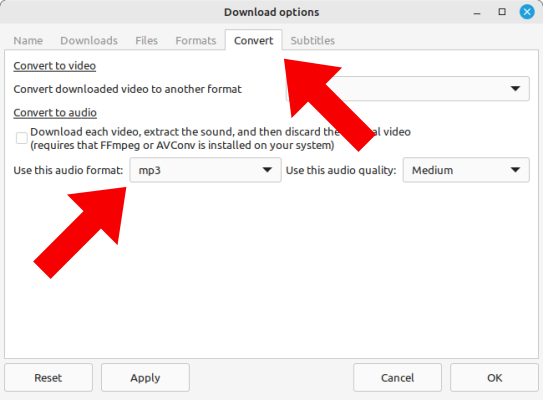 Download options
Name Downloads Files Formats Convert Subtitles
Convert to video
Convert downloaded video to another format
Convert to audio
Download each video, extract the sound, and then discard the al video
(requires that FFmpeg or AVConv is installed on your system)
Use this audio format: mp3 Use this audio quality: Medium
Reset Apply Cancel OK